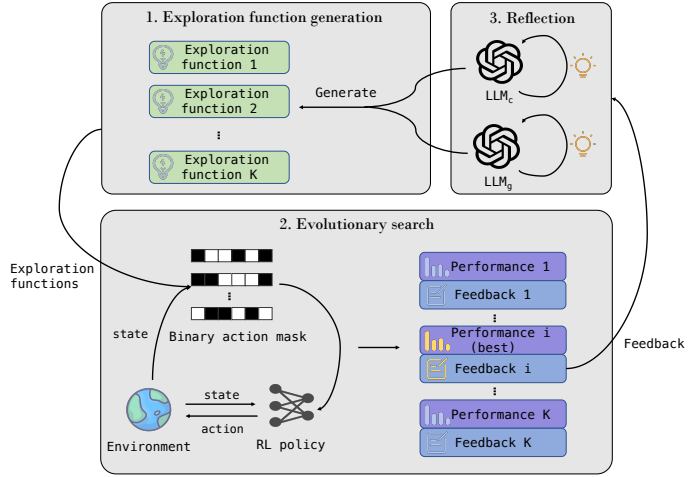 1. Exploration function generation
Exploration
function 1
Exploration
function 2
⋮
Exploration
function K
Generate
3. Reflection
LLM_c
LLM_g
2. Evolutionary search
Exploration
functions
state
Binary action mask
⋮
Environment
state
action
RL policy
Performance 1
Feedback 1
⋮
Performance i
(best)
Feedback i
⋮
Performance K
Feedback K
Feedback